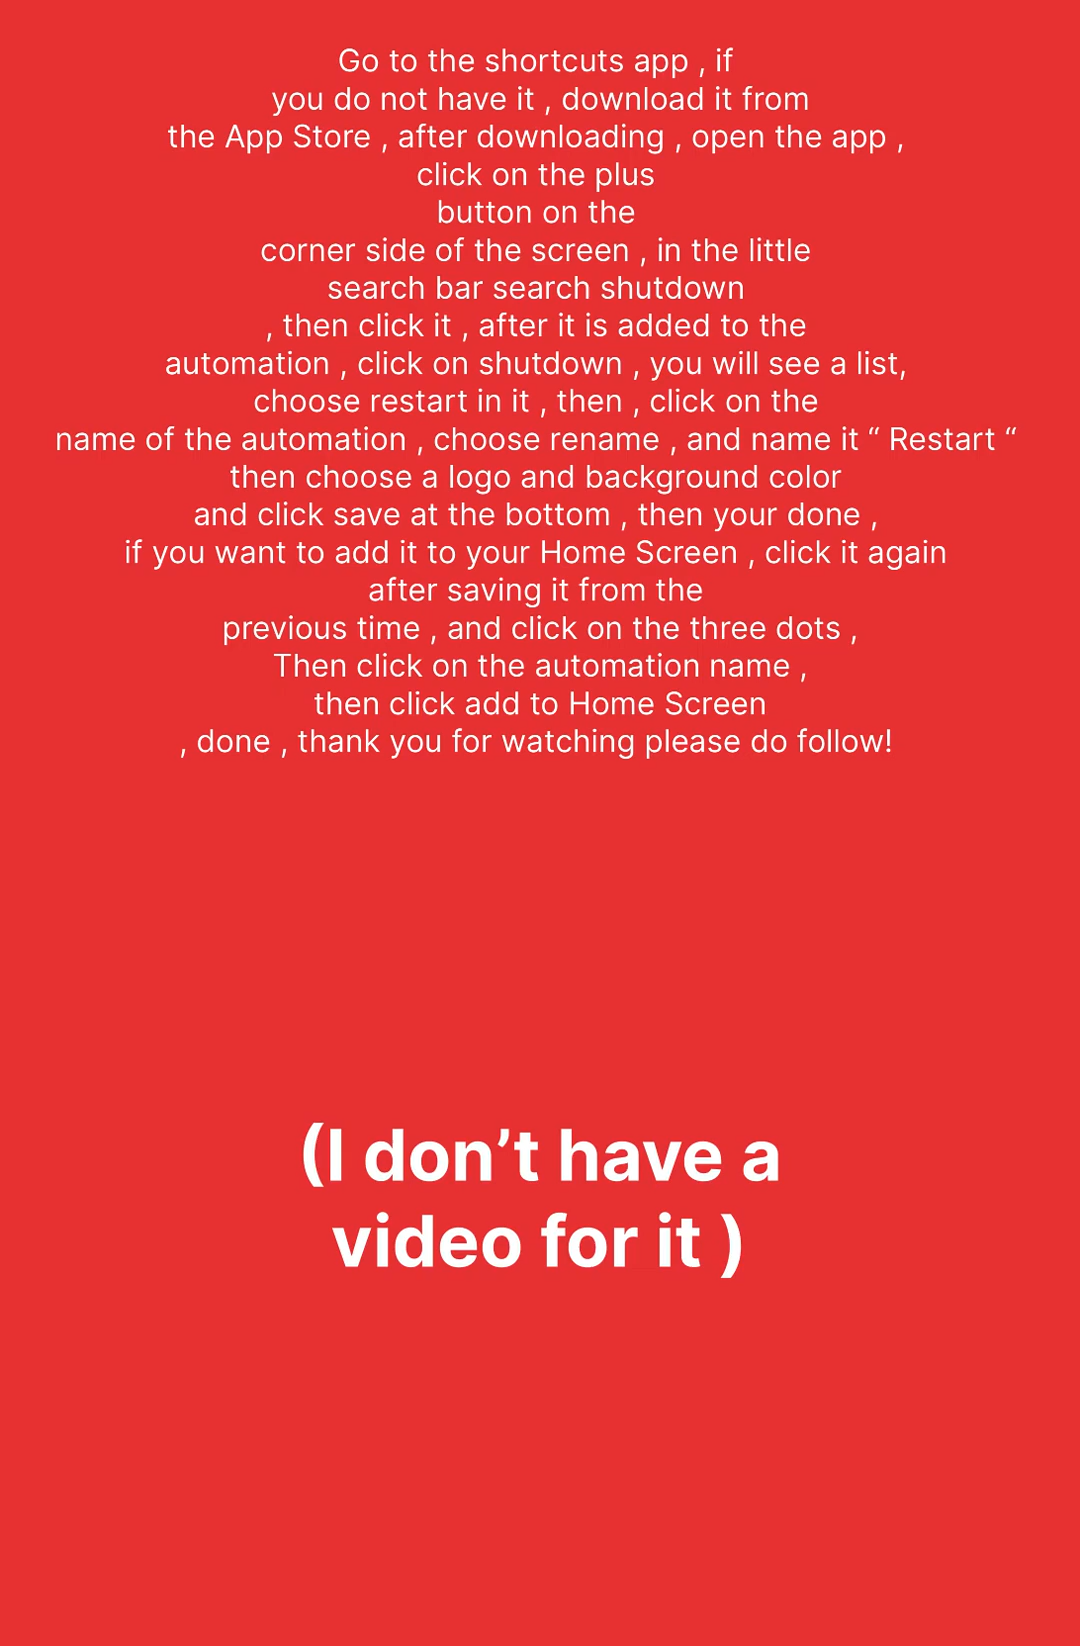 Go to the shortcuts app , if
you do not have it , download it from
the App Store , after downloading , open the app ,
click on the plus
button on the
corner side of the screen , in the little
search bar search shutdown
, then click it , after it is added to the
automation , click on shutdown , you will see a list,
choose restart in it , then , click on the
name of the automation , choose rename , and name it “ Restart “
then choose a logo and background color
and click save at the bottom , then your done ,
if you want to add it to your Home Screen , click it again
after saving it from the
previous time , and click on the three dots ,
Then click on the automation name ,
then click add to Home Screen
, done , thank you for watching please do follow!
(I don’t have a
video for it )